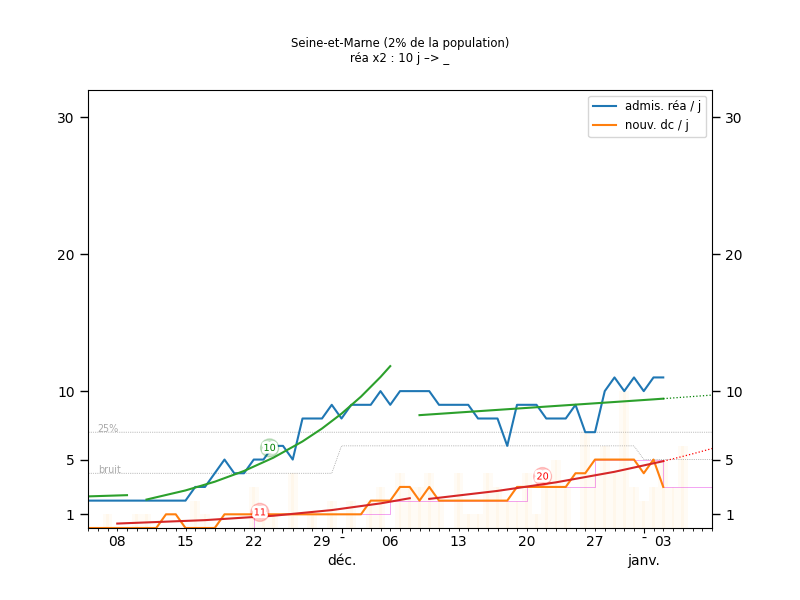 Seine-et-Marne (2% de la population)
réa x2 : 10 j –> _
admis. réa / j
nouv. dc / j
30 30
20 20
10 10
5 5
1 1
25%
bruit
10
11
20
08 15 22 29 - 06 13 20 27 - 03
déc. janv.